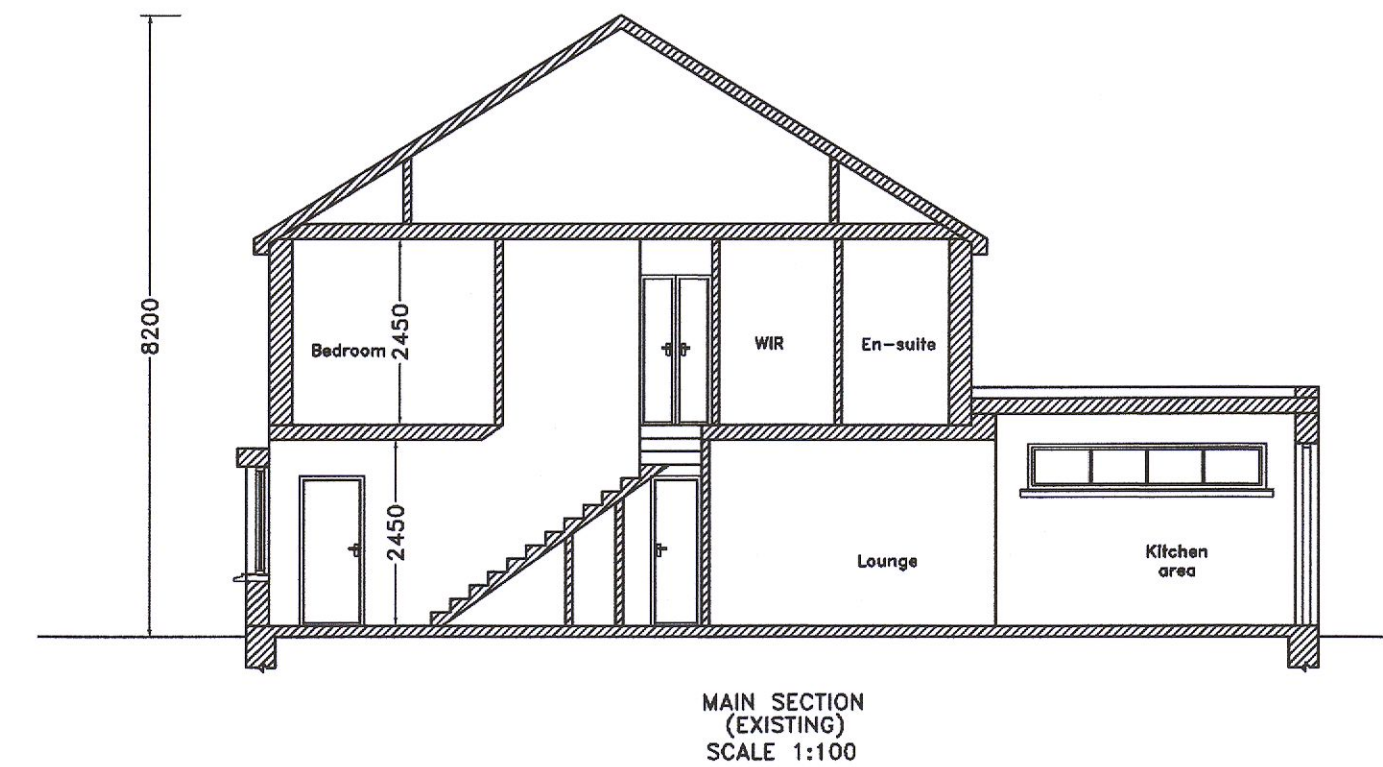 8200
Bedroom
2450
WIR
En-suite
2450
Lounge
Kitchen
area
MAIN SECTION
(EXISTING)
SCALE 1:100